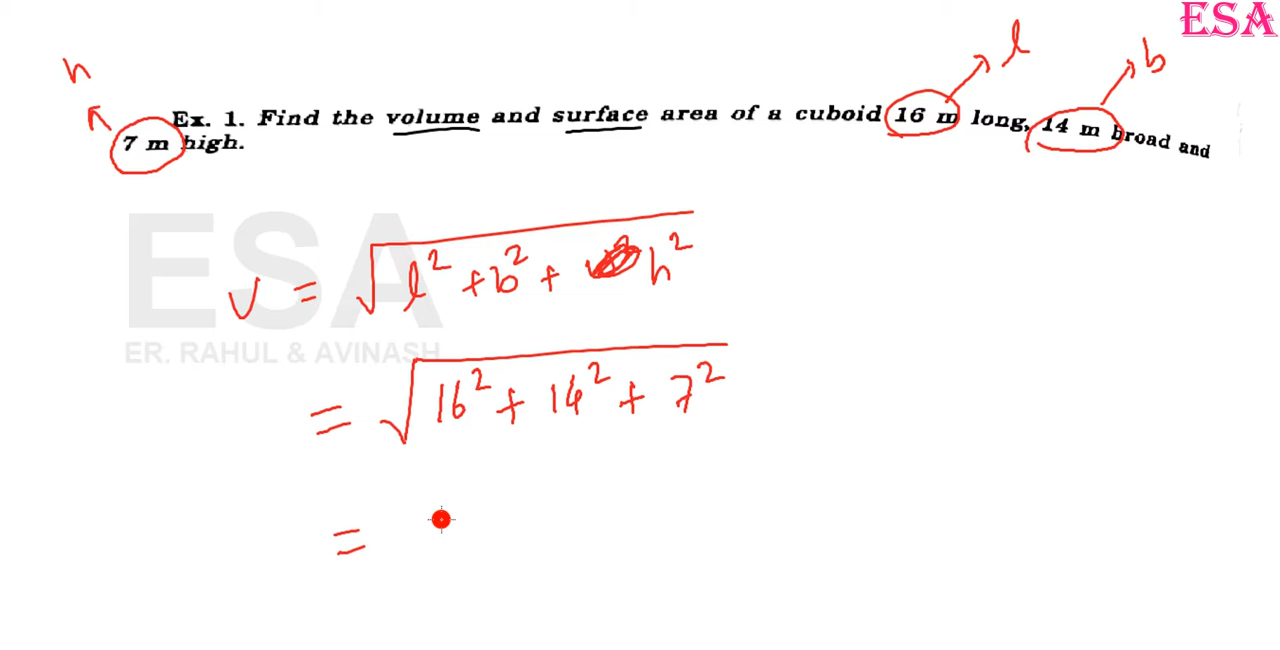 ESA
l
b
h
Ex. 1. Find the volume and surface area of a cuboid 16 m long, 14 m broad and
7 m high.
ESA
V = √l² + b² + h²
ER. RAHUL & AVINASH
= √16² + 14² + 7²
=